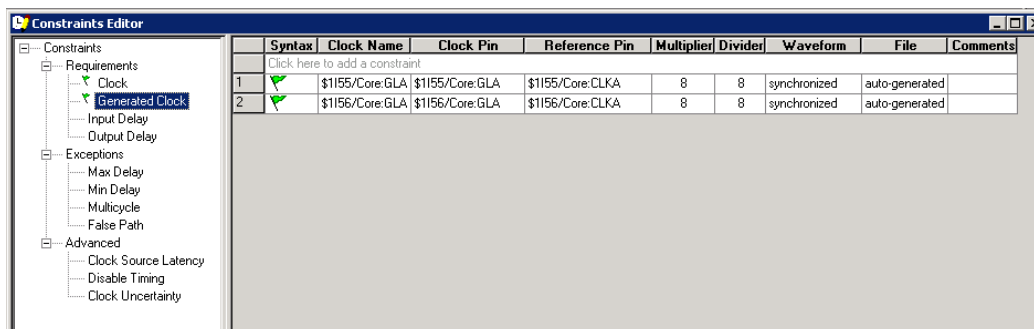 Constraints Editor
Constraints
Requirements
Clock
Generated Clock
Input Delay
Output Delay
Exceptions
Max Delay
Min Delay
Multicycle
False Path
Advanced
Clock Source Latency
Disable Timing
Clock Uncertainty
Syntax Clock Name Clock Pin Reference Pin Multiplier Divider Waveform File Comments
Click here to add a constraint
1 $1I55/Core:GLA $1I55/Core:GLA $1I55/Core:CLKA 8 8 synchronized auto-generated
2 $1I56/Core:GLA $1I56/Core:GLA $1I56/Core:CLKA 8 8 synchronized auto-generated